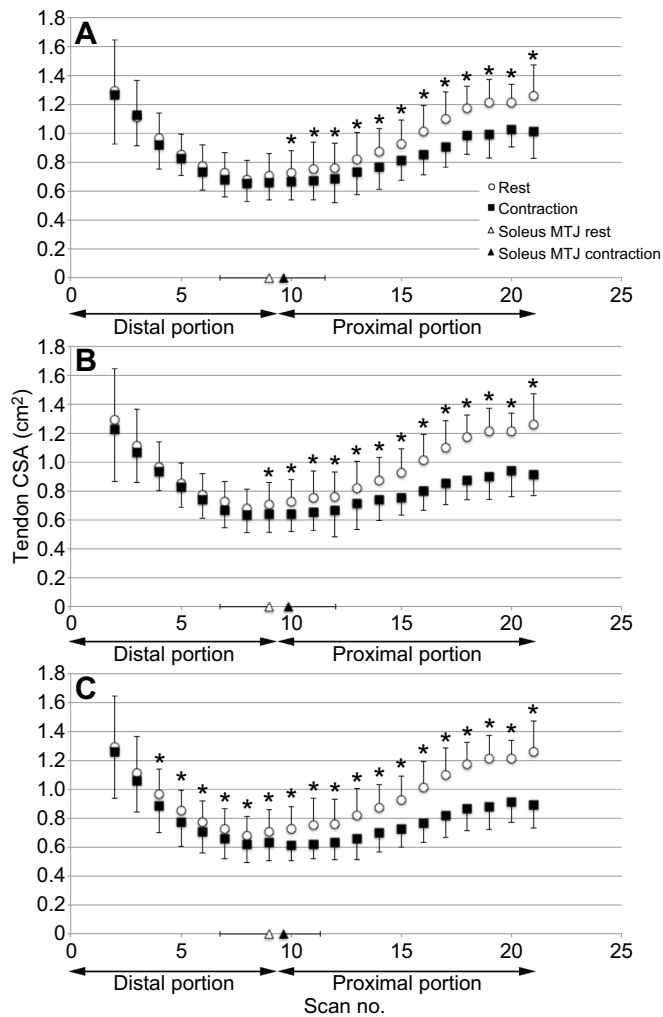 A
1.8
1.6
1.4
1.2
1.0
0.8
0.6
0.4
0.2
0
* * * * * * * * * * * *
Rest
Contraction
Soleus MTJ rest
Soleus MTJ contraction
0 5 10 15 20 25
Distal portion Proximal portion
B
1.8
1.6
1.4
1.2
1.0
0.8
0.6
0.4
0.2
0
* * * * * * * * * * * * *
Tendon CSA (cm²)
0 5 10 15 20 25
Distal portion Proximal portion
C
1.8
1.6
1.4
1.2
1.0
0.8
0.6
0.4
0.2
0
* * * * * * * * * * * * * * * * * *
0 5 10 15 20 25
Distal portion Proximal portion
Scan no.